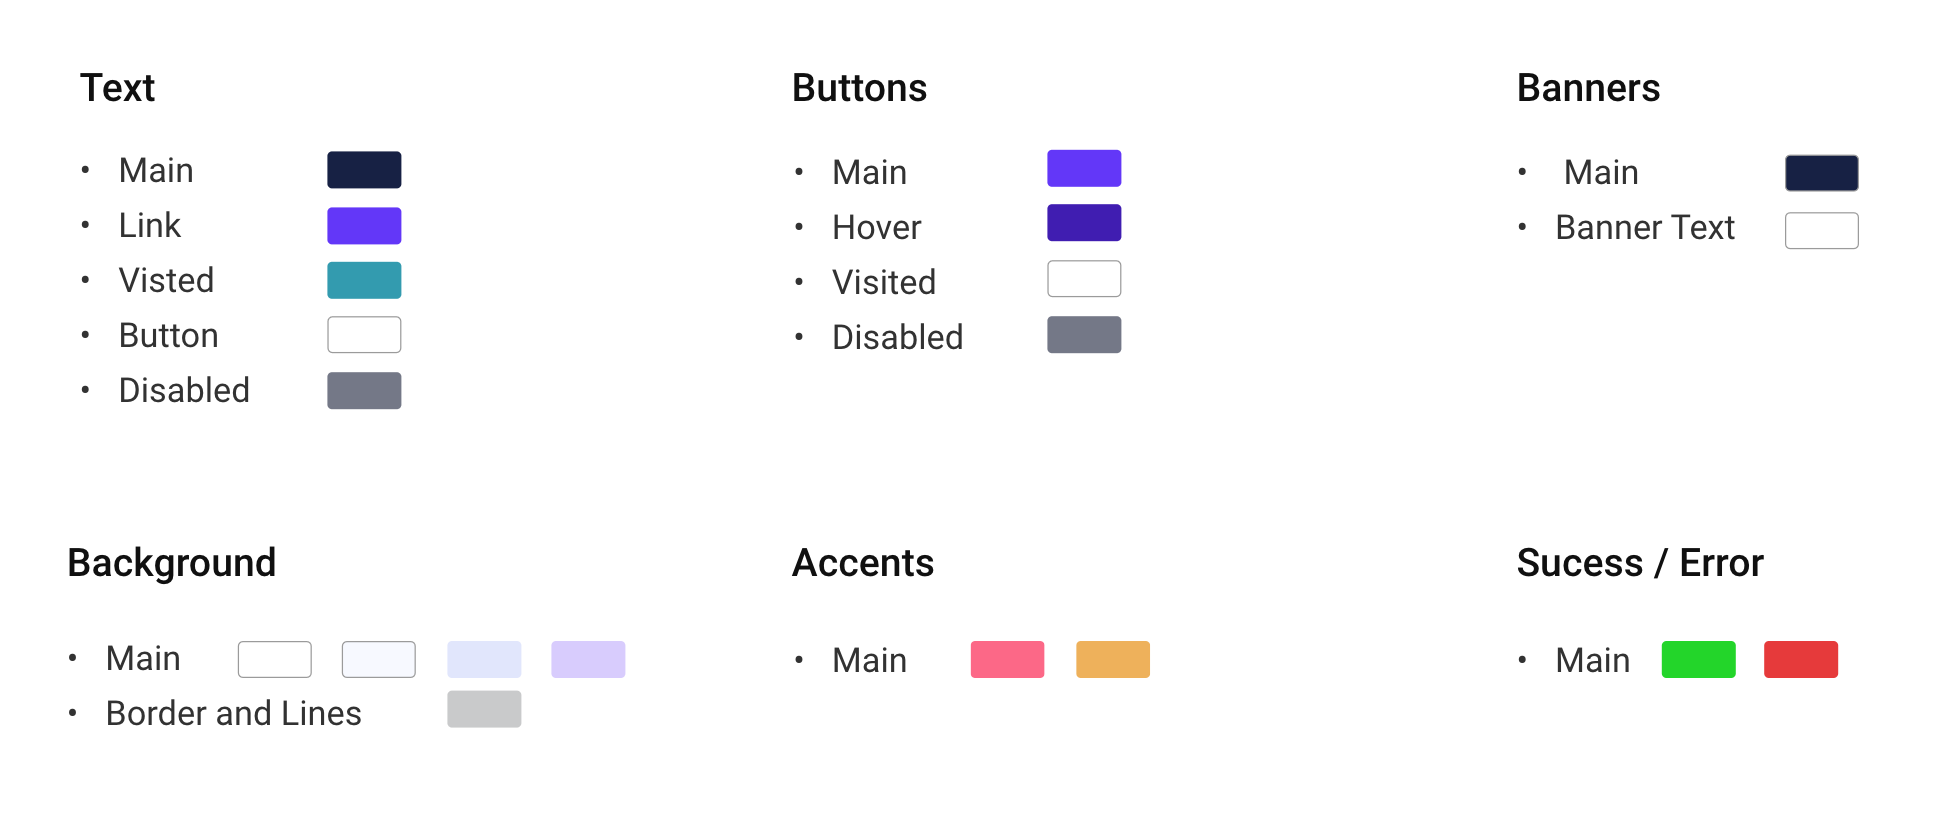 Text
• Main
• Link
• Visted
• Button
• Disabled
Buttons
• Main
• Hover
• Visited
• Disabled
Banners
• Main
• Banner Text
Background
• Main
• Border and Lines
Accents
• Main
Sucess / Error
• Main